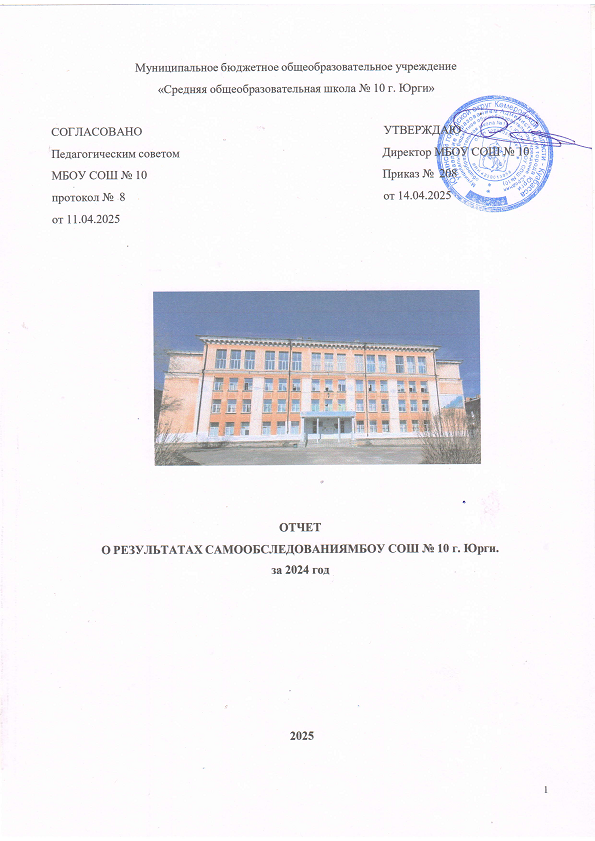 Муниципальное бюджетное общеобразовательное учреждение
«Средняя общеобразовательная школа № 10 г. Юрги»
СОГЛАСОВАНО
Педагогическим советом
МБОУ СОШ № 10
протокол № 8
от 11.04.2025
УТВЕРЖДАЮ
Директор МБОУ СОШ № 10
Приказ № 208
от 14.04.2025
ОТЧЕТ
О РЕЗУЛЬТАТАХ САМООБСЛЕДОВАНИЯМБОУ СОШ № 10 г. Юрги.
за 2024 год
2025
1